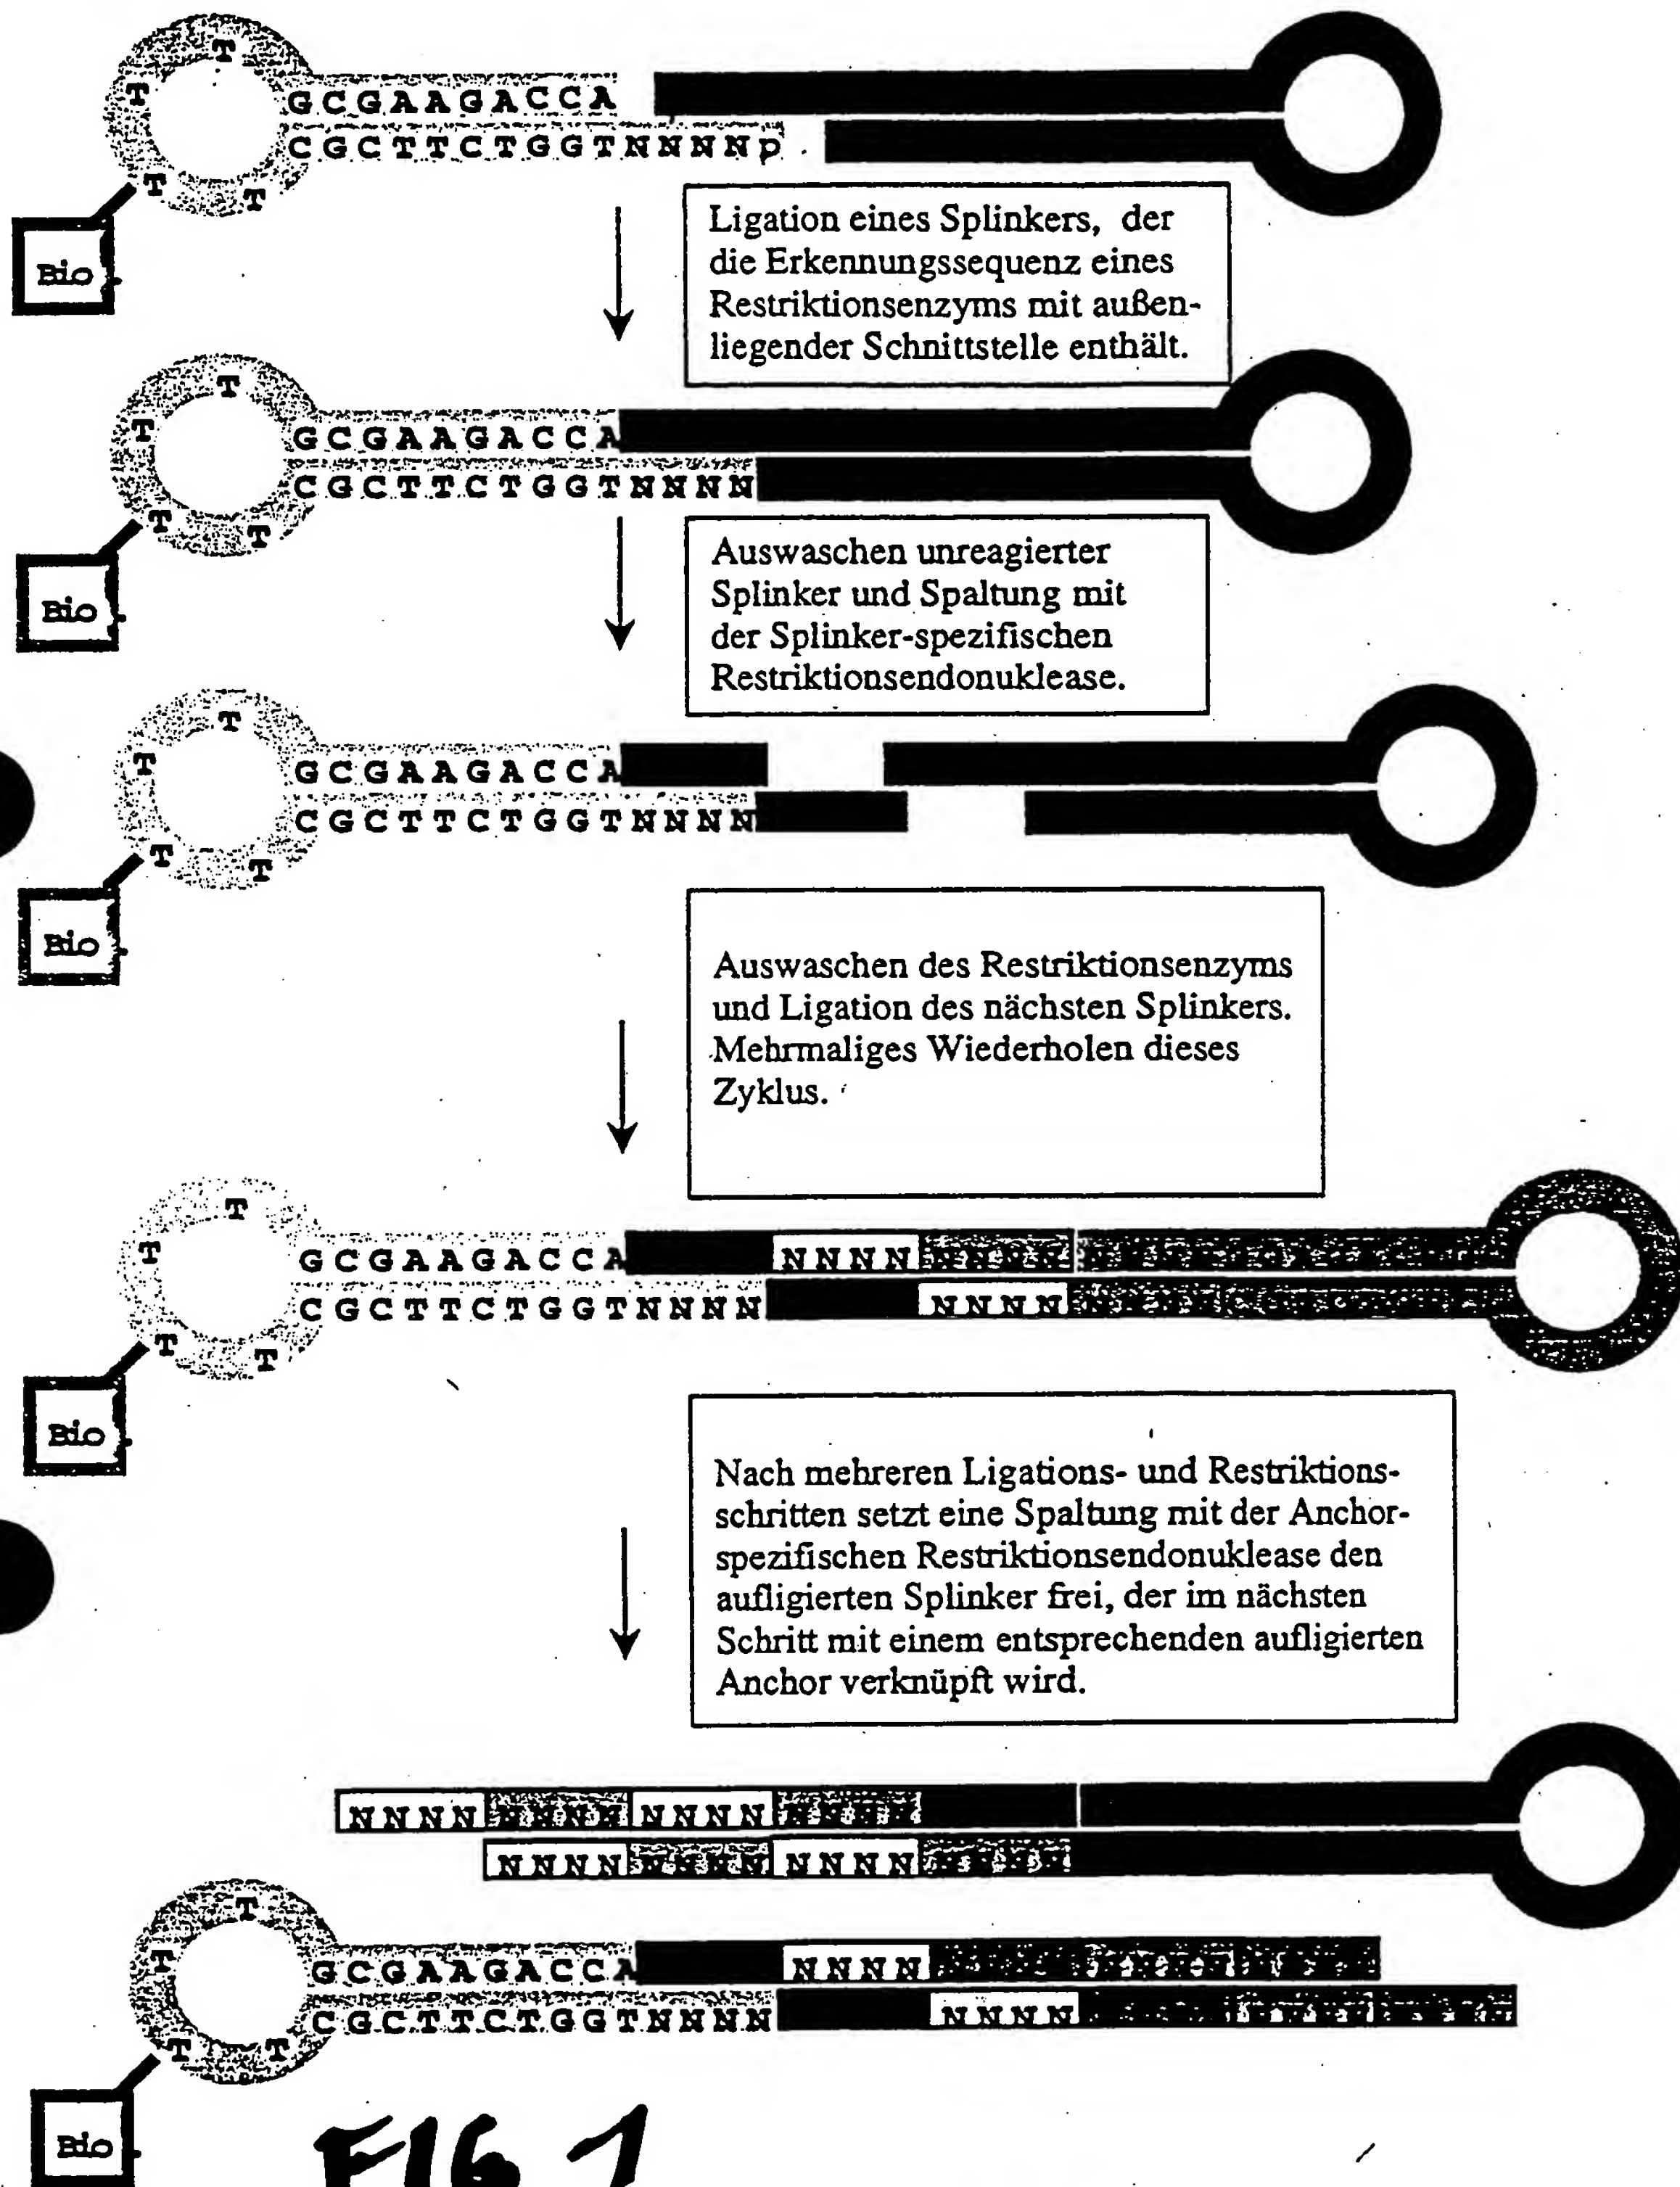 T
T
GCGAAGACCA
CGCTTCTGGTNNNNp
T
T
Bio
Ligation eines Splinkers, der
die Erkennungssequenz eines
Restriktionsenzyms mit außen-
liegender Schnittstelle enthält.
T
T
GCGAAGACCA
CGCTTCTGGTNNNN
T
T
Bio
Auswaschen unreagierter
Splinker und Spaltung mit
der Splinker-spezifischen
Restriktionsendonuklease.
T
T
GCGAAGACCA
CGCTTCTGGTNNNN
T
T
Bio
Auswaschen des Restriktionsenzyms
und Ligation des nächsten Splinkers.
Mehrmaliges Wiederholen dieses
Zyklus.
T
T
GCGAAGACCA NNNN NNNN
CGCTTCTGGTNNNN NNNN
T
T
Bio
Nach mehreren Ligations- und Restriktions-
schritten setzt eine Spaltung mit der Anchor-
spezifischen Restriktionsendonuklease den
aufligierten Splinker frei, der im nächsten
Schritt mit einem entsprechenden aufligierten
Anchor verknüpft wird.
NNNN NNNN NNNN NNNN
NNNN NNNN NNNN
T
T
GCGAAGACCA NNNN
CGCTTCTGGTNNNN NNNN
T
T
Bio
FIG 1